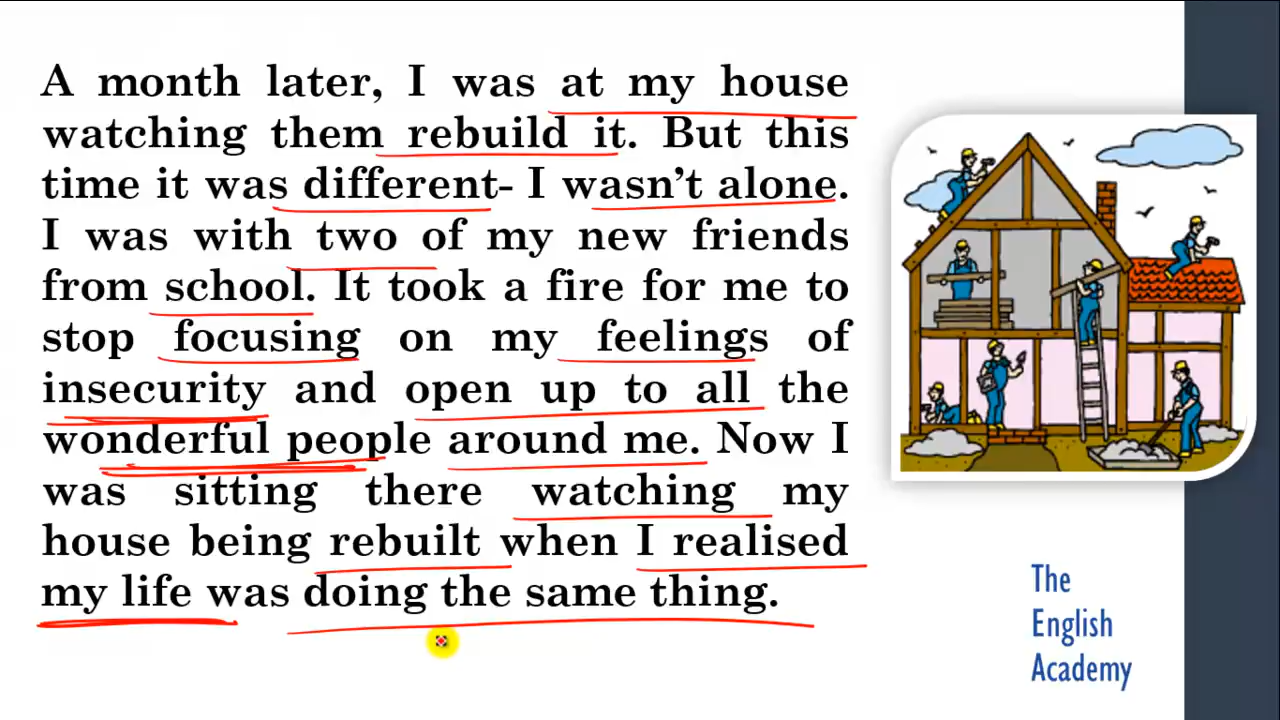 A month later, I was at my house
watching them rebuild it. But this
time it was different- I wasn't alone.
I was with two of my new friends
from school. It took a fire for me to
stop focusing on my feelings of
insecurity and open up to all the
wonderful people around me. Now I
was sitting there watching my
house being rebuilt when I realised
my life was doing the same thing.
The
English
Academy